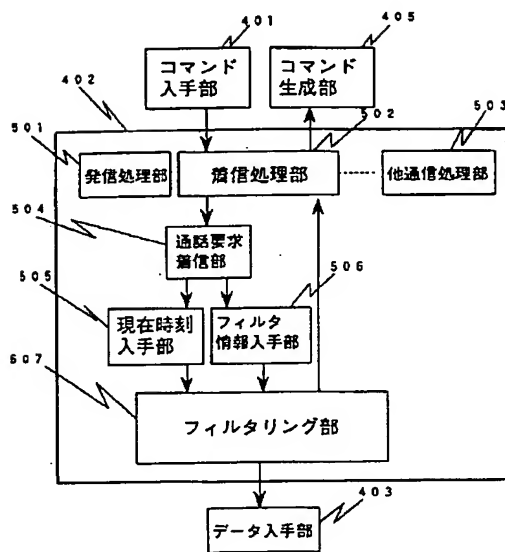 401
405
コマンド
入手部
コマンド
生成部
402
502
503
501
発信処理部
着信処理部
他通信処理部
504
通話要求
着信部
505
506
現在時刻
入手部
フィルタ
情報入手部
607
フィルタリング部
403
データ入手部